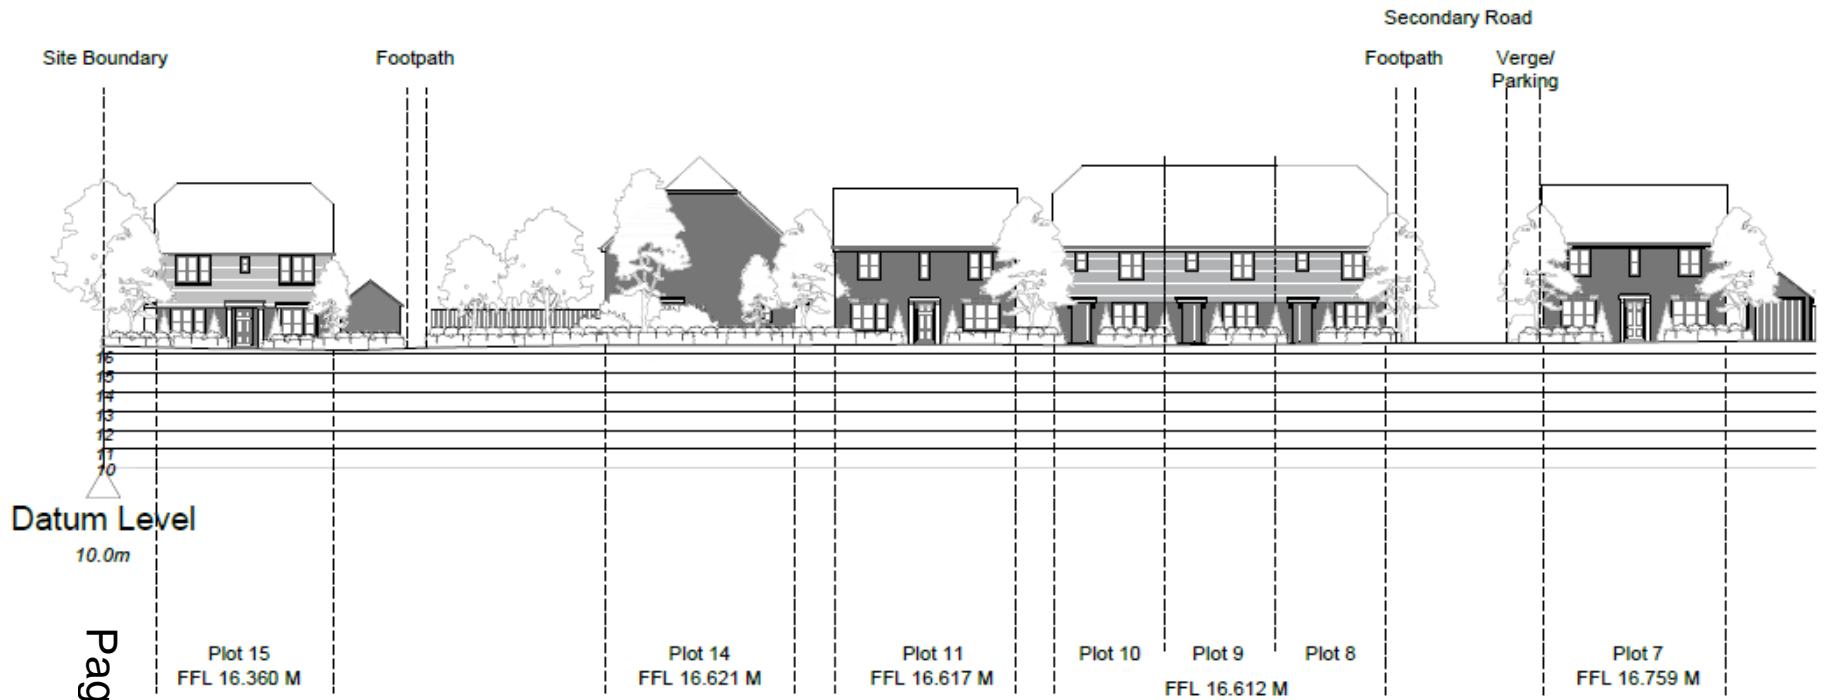 Secondary Road
Site Boundary
Footpath
Footpath
Verge/
Parking
16
15
14
13
12
11
10
Datum Level
10.0m
Plot 15
FFL 16.360 M
Plot 14
FFL 16.621 M
Plot 11
FFL 16.617 M
Plot 10
Plot 9
Plot 8
FFL 16.612 M
Plot 7
FFL 16.759 M
Pag